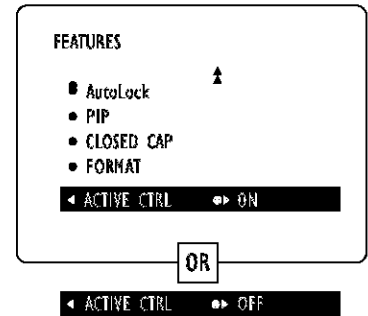 FEATURES
AutoLock
PIP
CLOSED CAP
FORMAT
ACTIVE CTRL ON
OR
ACTIVE CTRL OFF